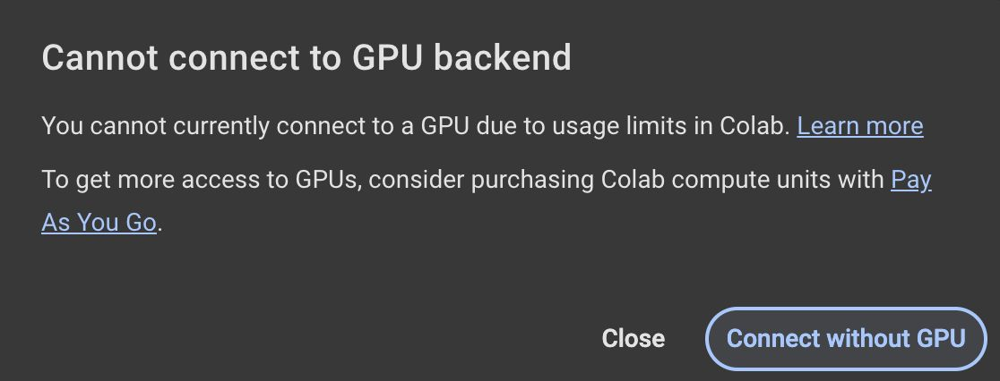 Cannot connect to GPU backend
You cannot currently connect to a GPU due to usage limits in Colab. Learn more
To get more access to GPUs, consider purchasing Colab compute units with Pay
As You Go.
Close
Connect without GPU